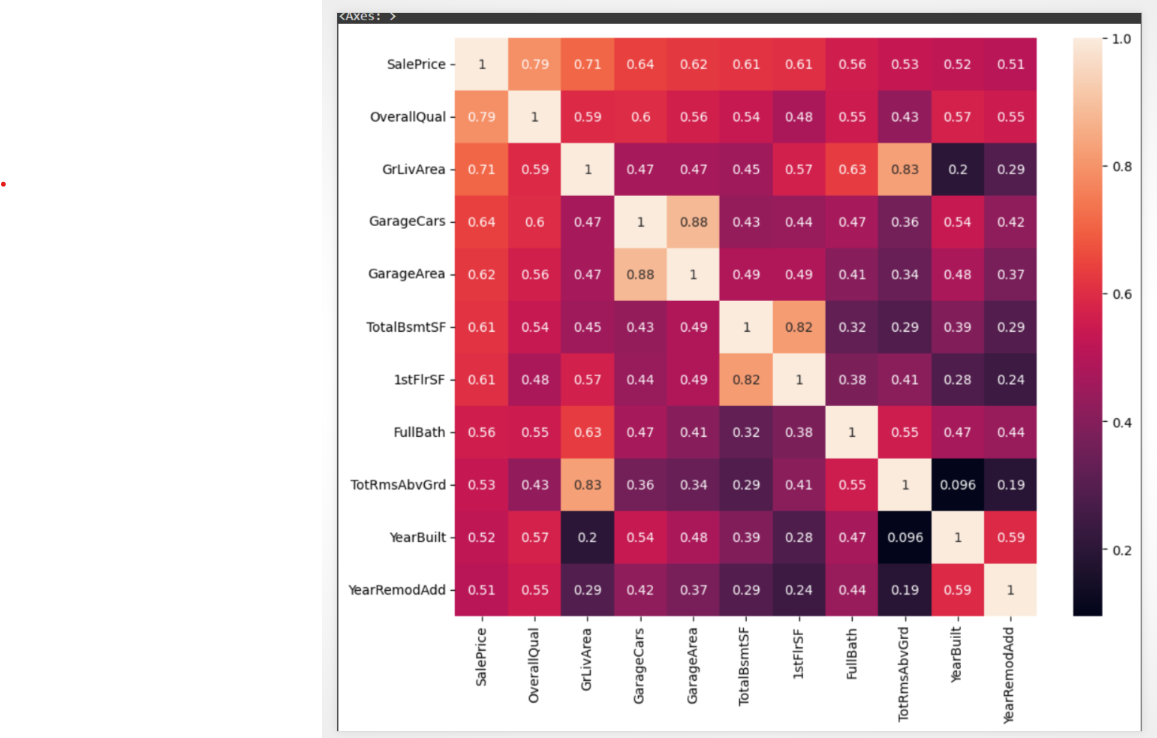 <Axes: >
SalePrice 1 0.79 0.71 0.64 0.62 0.61 0.61 0.56 0.53 0.52 0.51
OverallQual 0.79 1 0.59 0.6 0.56 0.54 0.48 0.55 0.43 0.57 0.55
GrLivArea 0.71 0.59 1 0.47 0.47 0.45 0.57 0.63 0.83 0.2 0.29
GarageCars 0.64 0.6 0.47 1 0.88 0.43 0.44 0.47 0.36 0.54 0.42
GarageArea 0.62 0.56 0.47 0.88 1 0.49 0.49 0.41 0.34 0.48 0.37
TotalBsmtSF 0.61 0.54 0.45 0.43 0.49 1 0.82 0.32 0.29 0.39 0.29
1stFlrSF 0.61 0.48 0.57 0.44 0.49 0.82 1 0.38 0.41 0.28 0.24
FullBath 0.56 0.55 0.63 0.47 0.41 0.32 0.38 1 0.55 0.47 0.44
TotRmsAbvGrd 0.53 0.43 0.83 0.36 0.34 0.29 0.41 0.55 1 0.096 0.19
YearBuilt 0.52 0.57 0.2 0.54 0.48 0.39 0.28 0.47 0.096 1 0.59
YearRemodAdd 0.51 0.55 0.29 0.42 0.37 0.29 0.24 0.44 0.19 0.59 1
SalePrice OverallQual GrLivArea GarageCars GarageArea TotalBsmtSF 1stFlrSF FullBath TotRmsAbvGrd YearBuilt YearRemodAdd
1.0
0.8
0.6
0.4
0.2